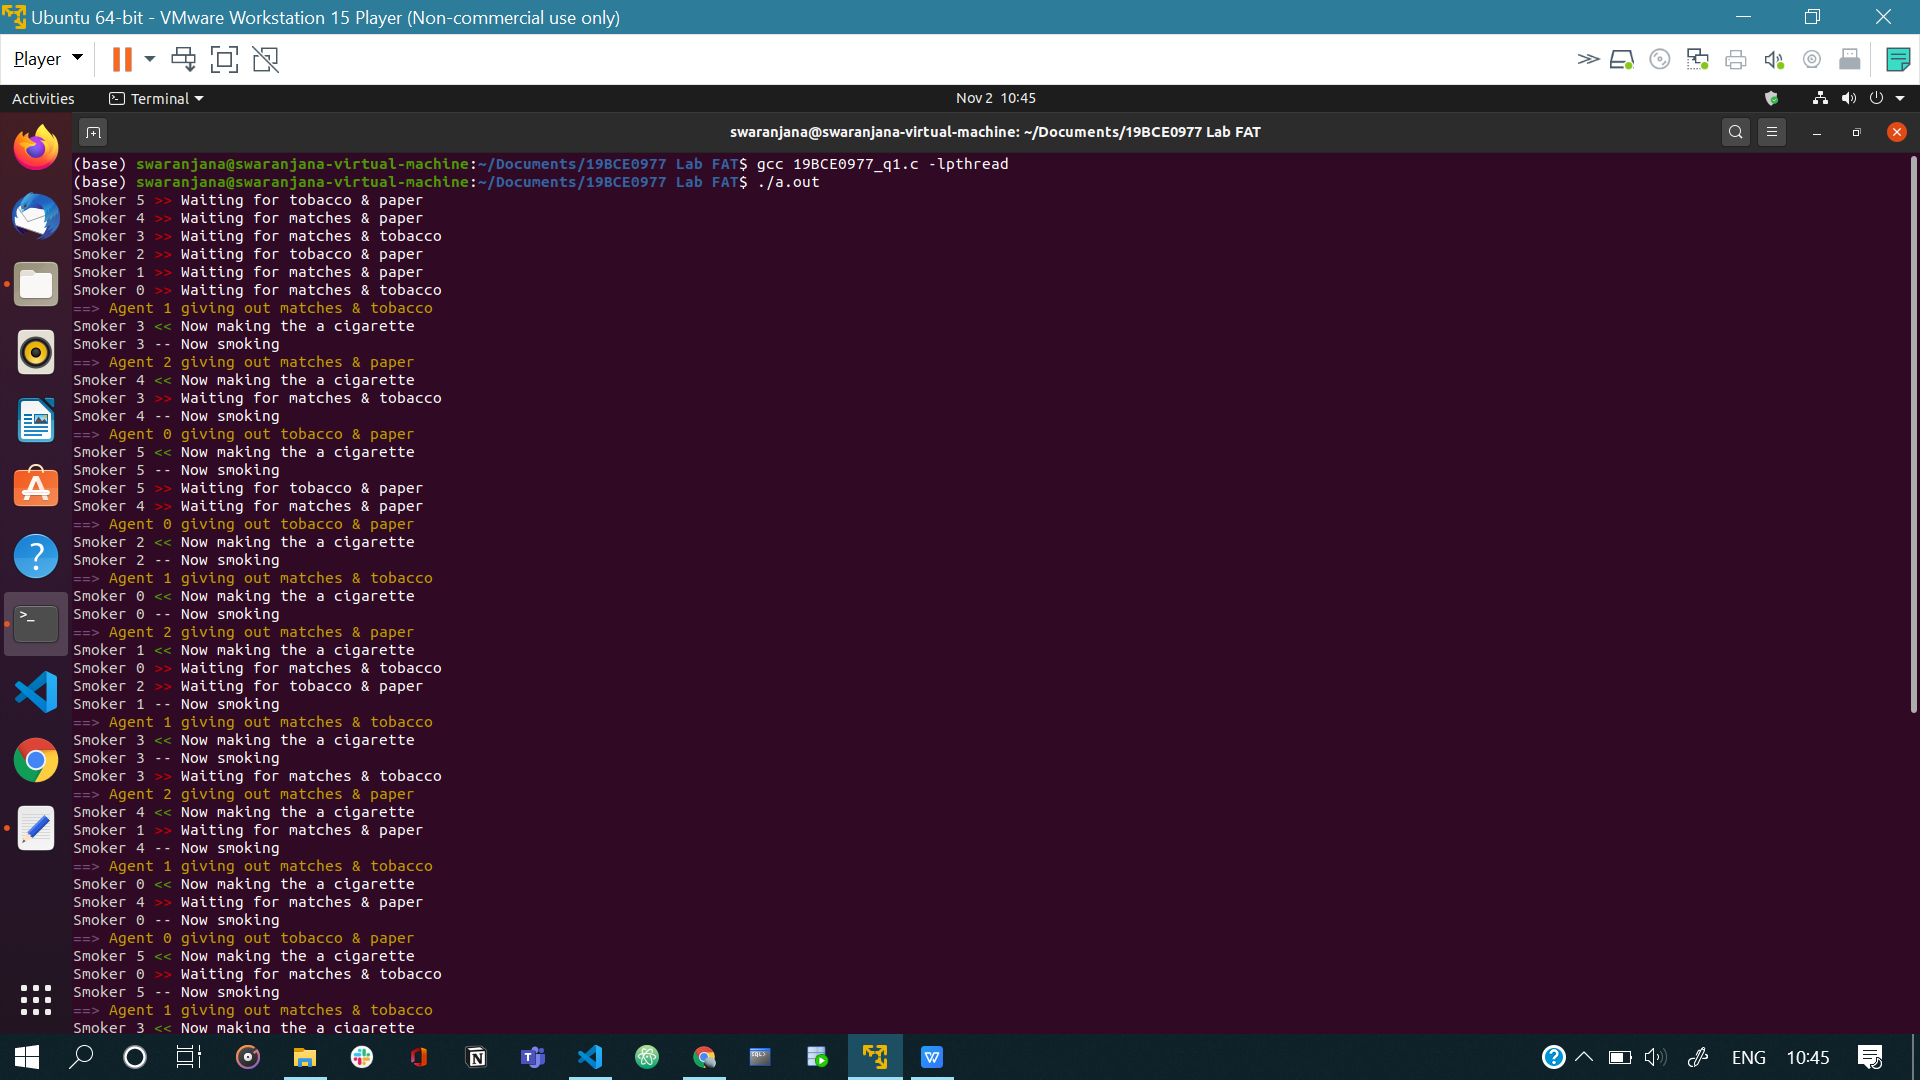 Ubuntu 64-bit - VMware Workstation 15 Player (Non-commercial use only)
Player
Activities
Terminal
Nov 2 10:45
swaranjana@swaranjana-virtual-machine: ~/Documents/19BCE0977 Lab FAT
(base) swaranjana@swaranjana-virtual-machine:~/Documents/19BCE0977 Lab FAT$ gcc 19BCE0977_q1.c -lpthread
(base) swaranjana@swaranjana-virtual-machine:~/Documents/19BCE0977 Lab FAT$ ./a.out
Smoker 5 >> Waiting for tobacco & paper
Smoker 4 >> Waiting for matches & paper
Smoker 3 >> Waiting for matches & tobacco
Smoker 2 >> Waiting for tobacco & paper
Smoker 1 >> Waiting for matches & paper
Smoker 0 >> Waiting for matches & tobacco
==> Agent 1 giving out matches & tobacco
Smoker 3 << Now making the a cigarette
Smoker 3 -- Now smoking
==> Agent 2 giving out matches & paper
Smoker 4 << Now making the a cigarette
Smoker 3 >> Waiting for matches & tobacco
Smoker 4 -- Now smoking
==> Agent 0 giving out tobacco & paper
Smoker 5 << Now making the a cigarette
Smoker 5 -- Now smoking
Smoker 5 >> Waiting for tobacco & paper
Smoker 4 >> Waiting for matches & paper
==> Agent 0 giving out tobacco & paper
Smoker 2 << Now making the a cigarette
Smoker 2 -- Now smoking
==> Agent 1 giving out matches & tobacco
Smoker 0 << Now making the a cigarette
Smoker 0 -- Now smoking
==> Agent 2 giving out matches & paper
Smoker 1 << Now making the a cigarette
Smoker 0 >> Waiting for matches & tobacco
Smoker 2 >> Waiting for tobacco & paper
Smoker 1 -- Now smoking
==> Agent 1 giving out matches & tobacco
Smoker 3 << Now making the a cigarette
Smoker 3 -- Now smoking
Smoker 3 >> Waiting for matches & tobacco
==> Agent 2 giving out matches & paper
Smoker 4 << Now making the a cigarette
Smoker 1 >> Waiting for matches & paper
Smoker 4 -- Now smoking
==> Agent 1 giving out matches & tobacco
Smoker 0 << Now making the a cigarette
Smoker 4 >> Waiting for matches & paper
Smoker 0 -- Now smoking
==> Agent 0 giving out tobacco & paper
Smoker 5 << Now making the a cigarette
Smoker 0 >> Waiting for matches & tobacco
Smoker 5 -- Now smoking
==> Agent 1 giving out matches & tobacco
Smoker 3 << Now making the a cigarette
ENG
10:45